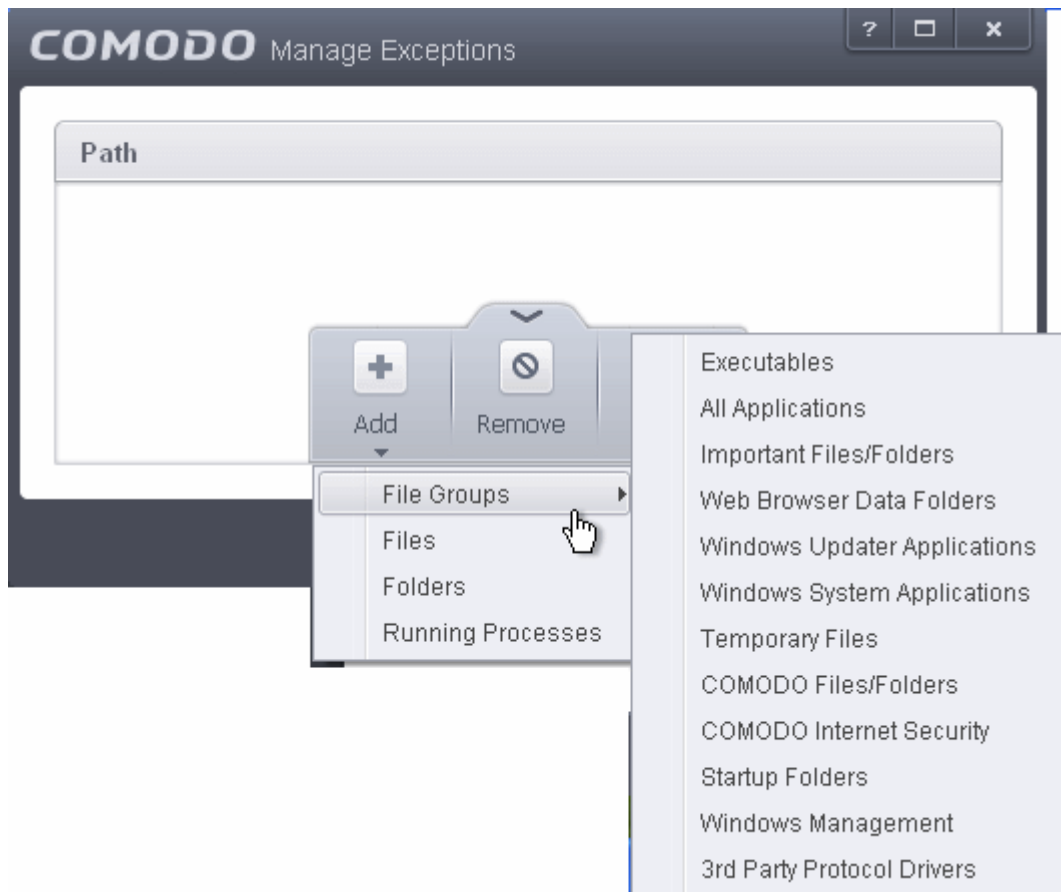 COMODO Manage Exceptions
?
Path
Add
Remove
File Groups
Files
Folders
Running Processes
Executables
All Applications
Important Files/Folders
Web Browser Data Folders
Windows Updater Applications
Windows System Applications
Temporary Files
COMODO Files/Folders
COMODO Internet Security
Startup Folders
Windows Management
3rd Party Protocol Drivers